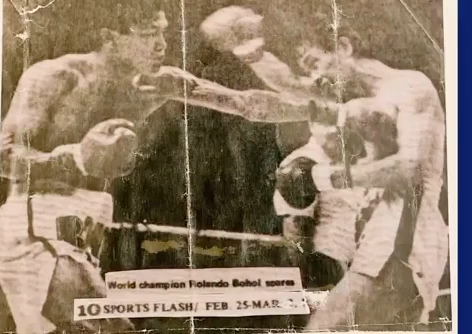 World champion Rolando Bohol scores
10 SPORTS FLASH/ FEB. 25-MAR.